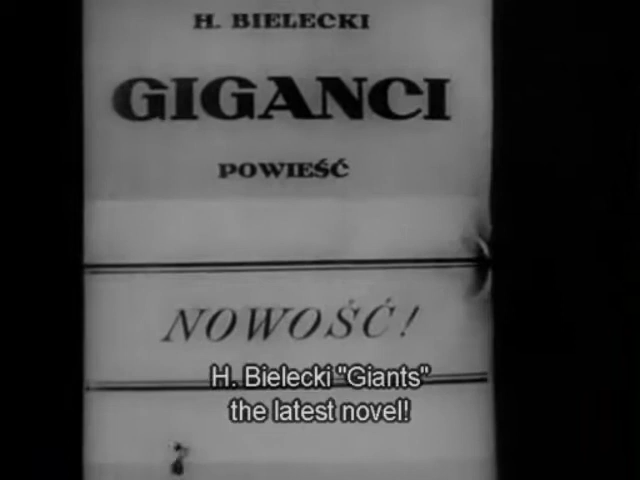 H. BIELECKI
GIGANCI
POWIEŚĆ
NOWOŚĆ!
H. Bielecki "Giants"
the latest novel!